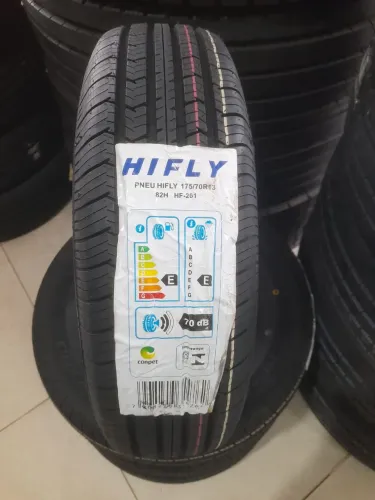 HIFLY
PNEU HIFLY 175/70R13
82H HF-201
A
B
C
D
E
F
G
E
A
B
C
D
E
F
G
E
70 dB
conpet